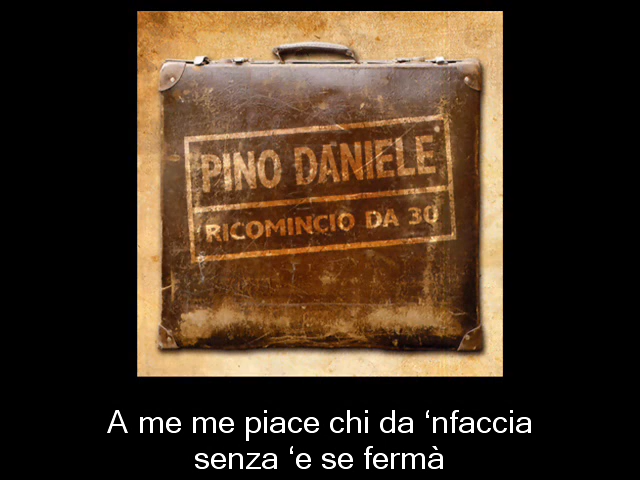 PINO DANIELE
RICOMINCIO DA 30
A me me piace chi da ‘nfaccia
senza ‘e se fermà